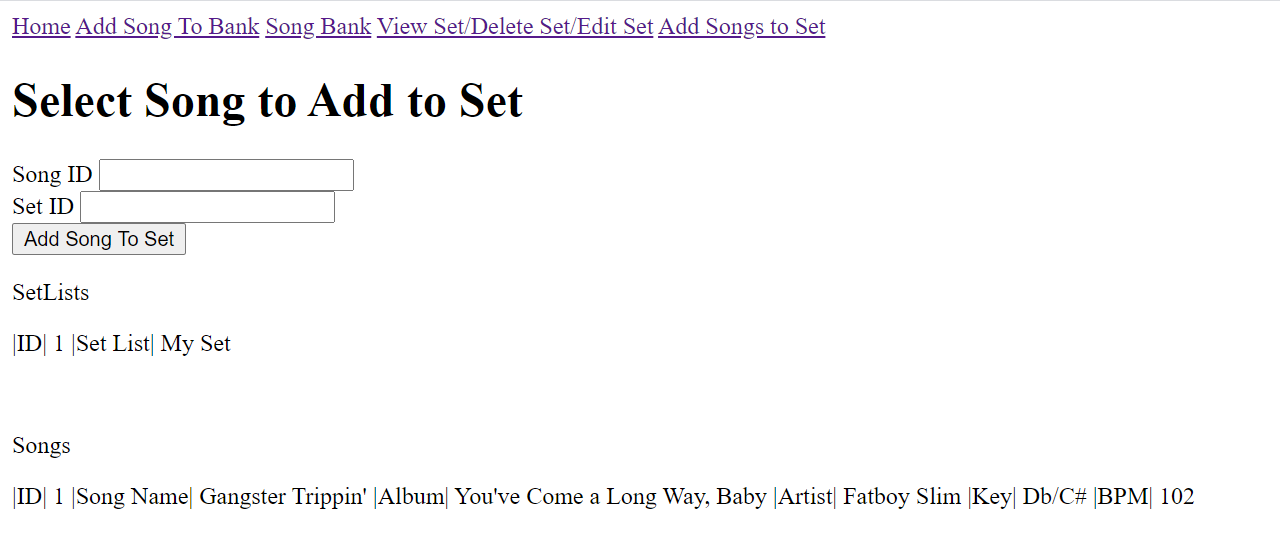 Home Add Song To Bank Song Bank View Set/Delete Set/Edit Set Add Songs to Set
Select Song to Add to Set
Song ID
Set ID
Add Song To Set
SetLists
|ID| 1 |Set List| My Set
Songs
|ID| 1 |Song Name| Gangster Trippin' |Album| You've Come a Long Way, Baby |Artist| Fatboy Slim |Key| Db/C# |BPM| 102